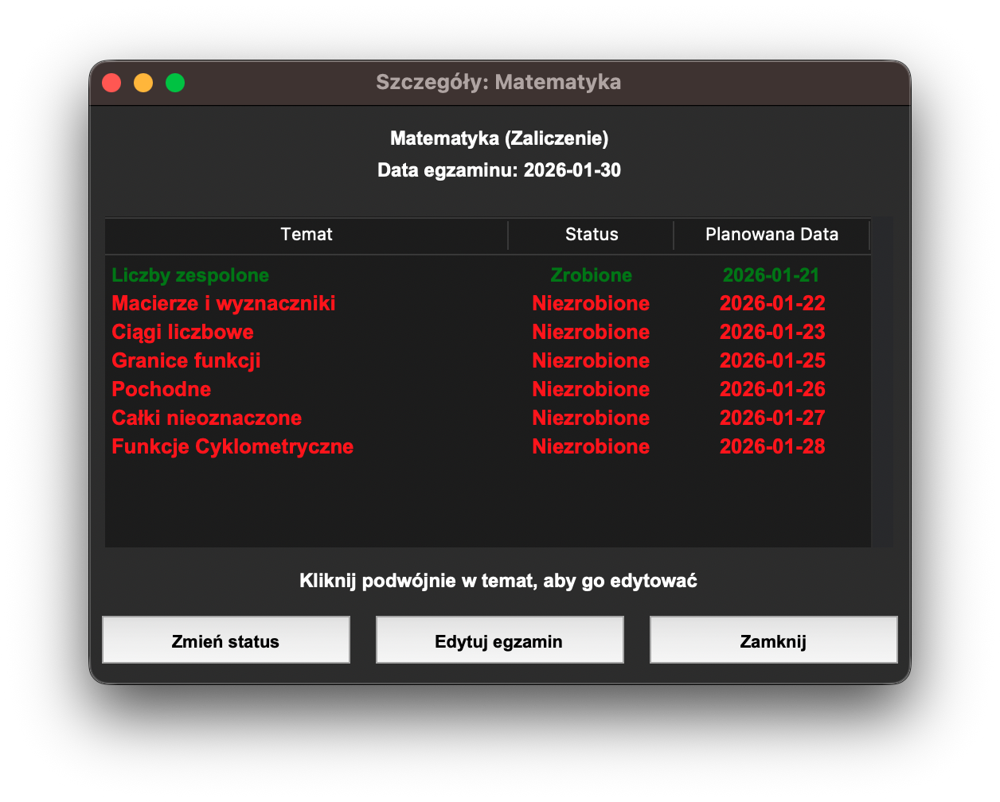 Szczegóły: Matematyka
Matematyka (Zaliczenie)
Data egzaminu: 2026-01-30
Temat Status Planowana Data
Liczby zespolone Zrobione 2026-01-21
Macierze i wyznaczniki Niezrobione 2026-01-22
Ciągi liczbowe Niezrobione 2026-01-23
Granice funkcji Niezrobione 2026-01-25
Pochodne Niezrobione 2026-01-26
Całki nieoznaczone Niezrobione 2026-01-27
Funkcje Cyklometryczne Niezrobione 2026-01-28
Kliknij podwójnie w temat, aby go edytować
Zmień status Edytuj egzamin Zamknij